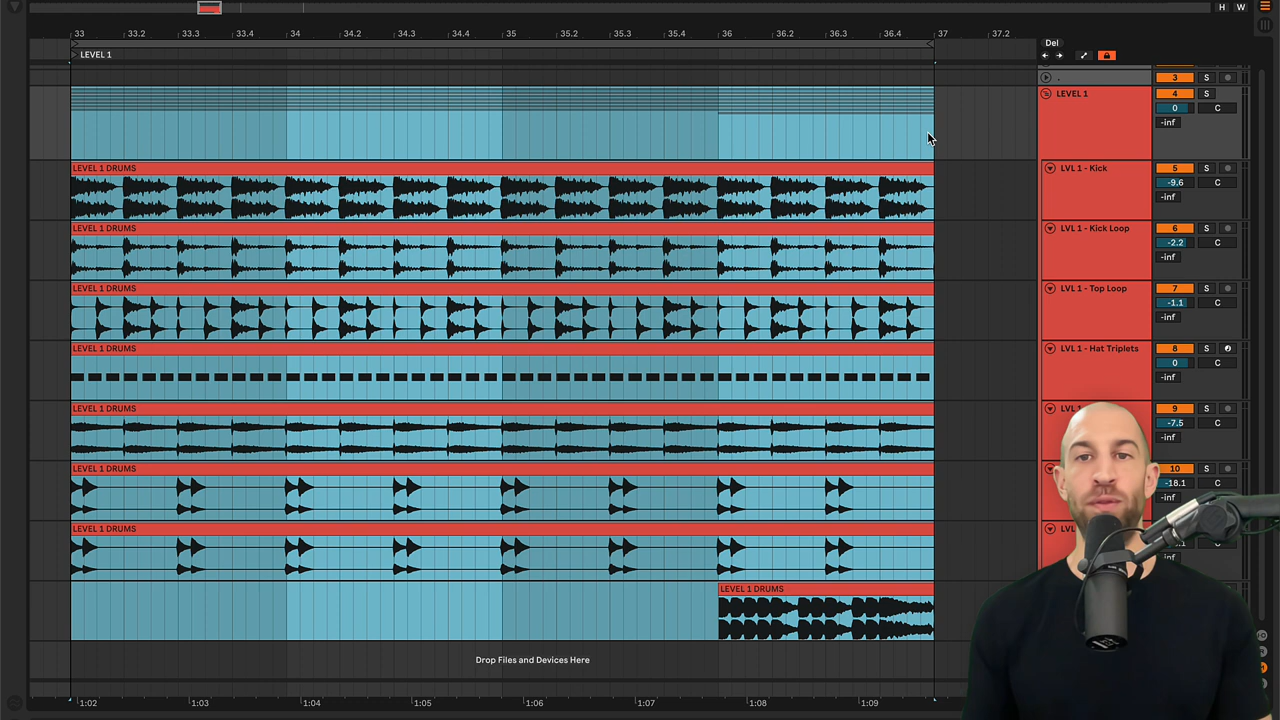 H W
33 33.2 33.3 33.4 34 34.2 34.3 34.4 35 35.2 35.3 35.4 36 36.2 36.3 36.4 37 37.2
Del
LEVEL 1
. 3 S
LEVEL 1 4 S
0 C
-inf
LEVEL 1 DRUMS LVL 1 - Kick 5 S
-9.6 C
-inf
LEVEL 1 DRUMS LVL 1 - Kick Loop 6 S
-2.2 C
-inf
LEVEL 1 DRUMS LVL 1 - Top Loop 7 S
-1.1 C
-inf
LEVEL 1 DRUMS LVL 1 - Hat Triplets 8 S
0 C
-inf
LEVEL 1 DRUMS LVL 9 S
-7.5 C
-inf
LEVEL 1 DRUMS 10 S
-18.1 C
-inf
LEVEL 1 DRUMS LVL
LEVEL 1 DRUMS
Drop Files and Devices Here
1:02 1:03 1:04 1:05 1:06 1:07 1:08 1:09